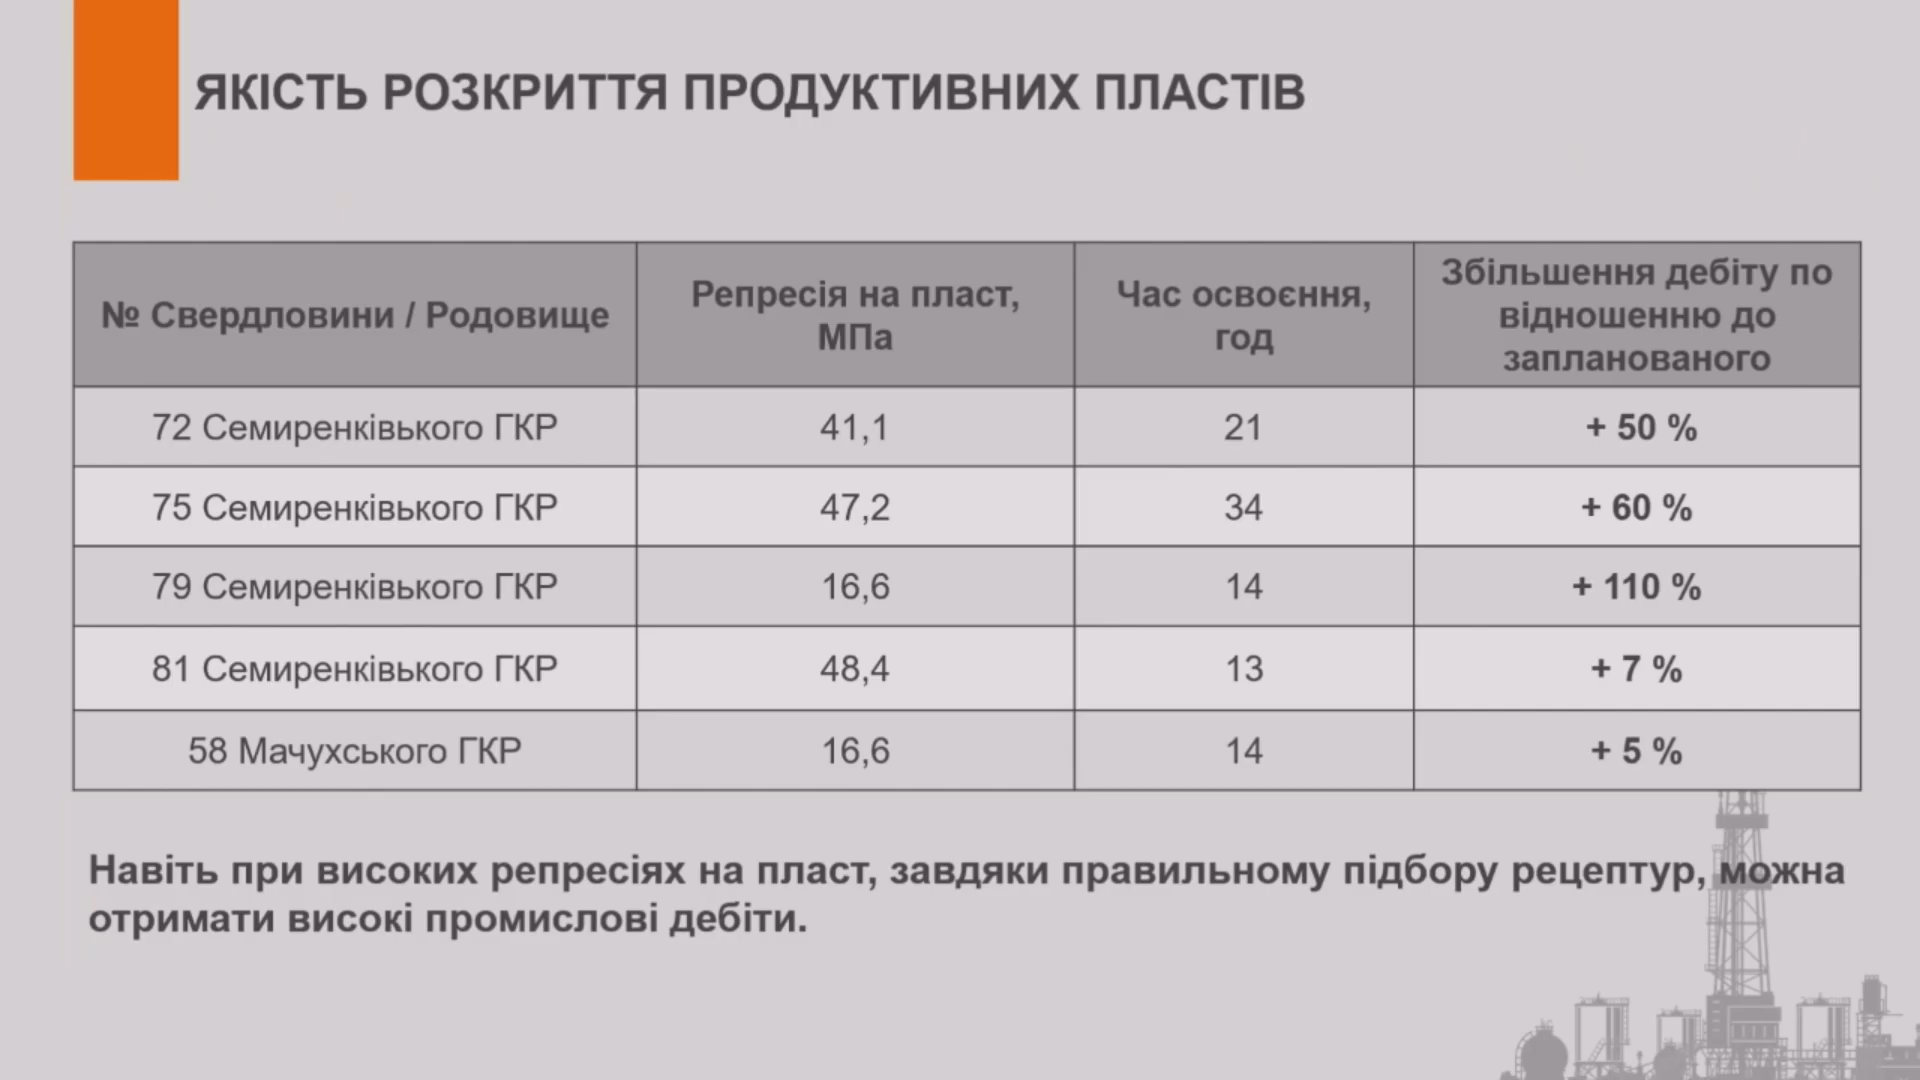 ЯКІСТЬ РОЗКРИТТЯ ПРОДУКТИВНИХ ПЛАСТІВ
№ Свердловини / Родовище
Репресія на пласт,
МПа
Час освоєння,
год
Збільшення дебіту по
відношенню до
запланованого
72 Семиренківького ГКР 41,1 21 + 50 %
75 Семиренківького ГКР 47,2 34 + 60 %
79 Семиренківького ГКР 16,6 14 + 110 %
81 Семиренківького ГКР 48,4 13 + 7 %
58 Мачухського ГКР 16,6 14 + 5 %
Навіть при високих репресіях на пласт, завдяки правильному підбору рецептур, можна
отримати високі промислові дебіти.